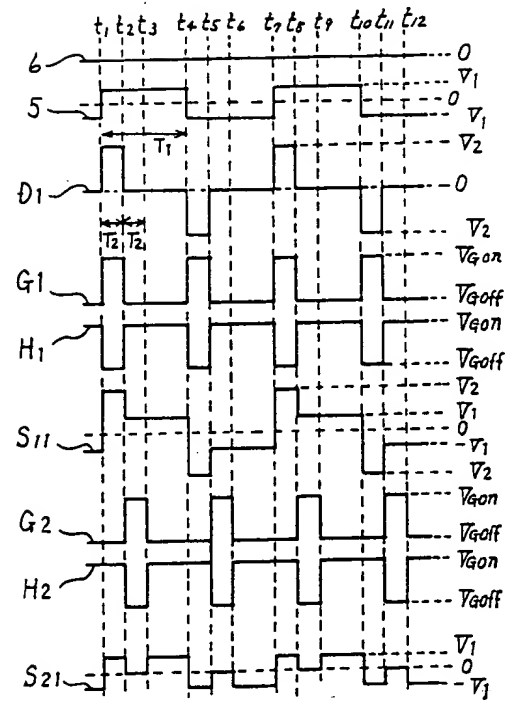 t1 t2 t3 t4 t5 t6 t7 t8 t9 t10 t11 t12
6 0
V1
5 0
V1
T1
V2
D1 0
T2 T2 V2
VGon
G1 VGoff
VGon
H1 VGoff
V2
V1
0
S11 V1
V2
VGon
G2 VGoff
VGon
H2 VGoff
V1
0
S21 V1